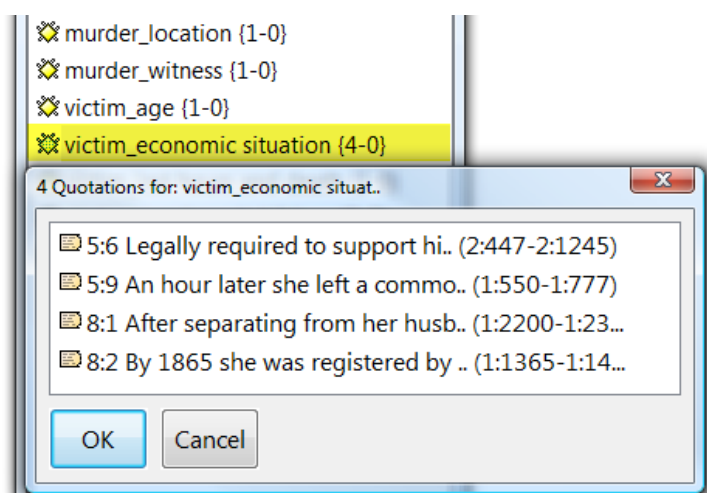 murder_location {1-0}
murder_witness {1-0}
victim_age {1-0}
victim_economic situation {4-0}
4 Quotations for: victim_economic situat..
5:6 Legally required to support hi.. (2:447-2:1245)
5:9 An hour later she left a commo.. (1:550-1:777)
8:1 After separating from her husb.. (1:2200-1:23...
8:2 By 1865 she was registered by .. (1:1365-1:14...
OK Cancel